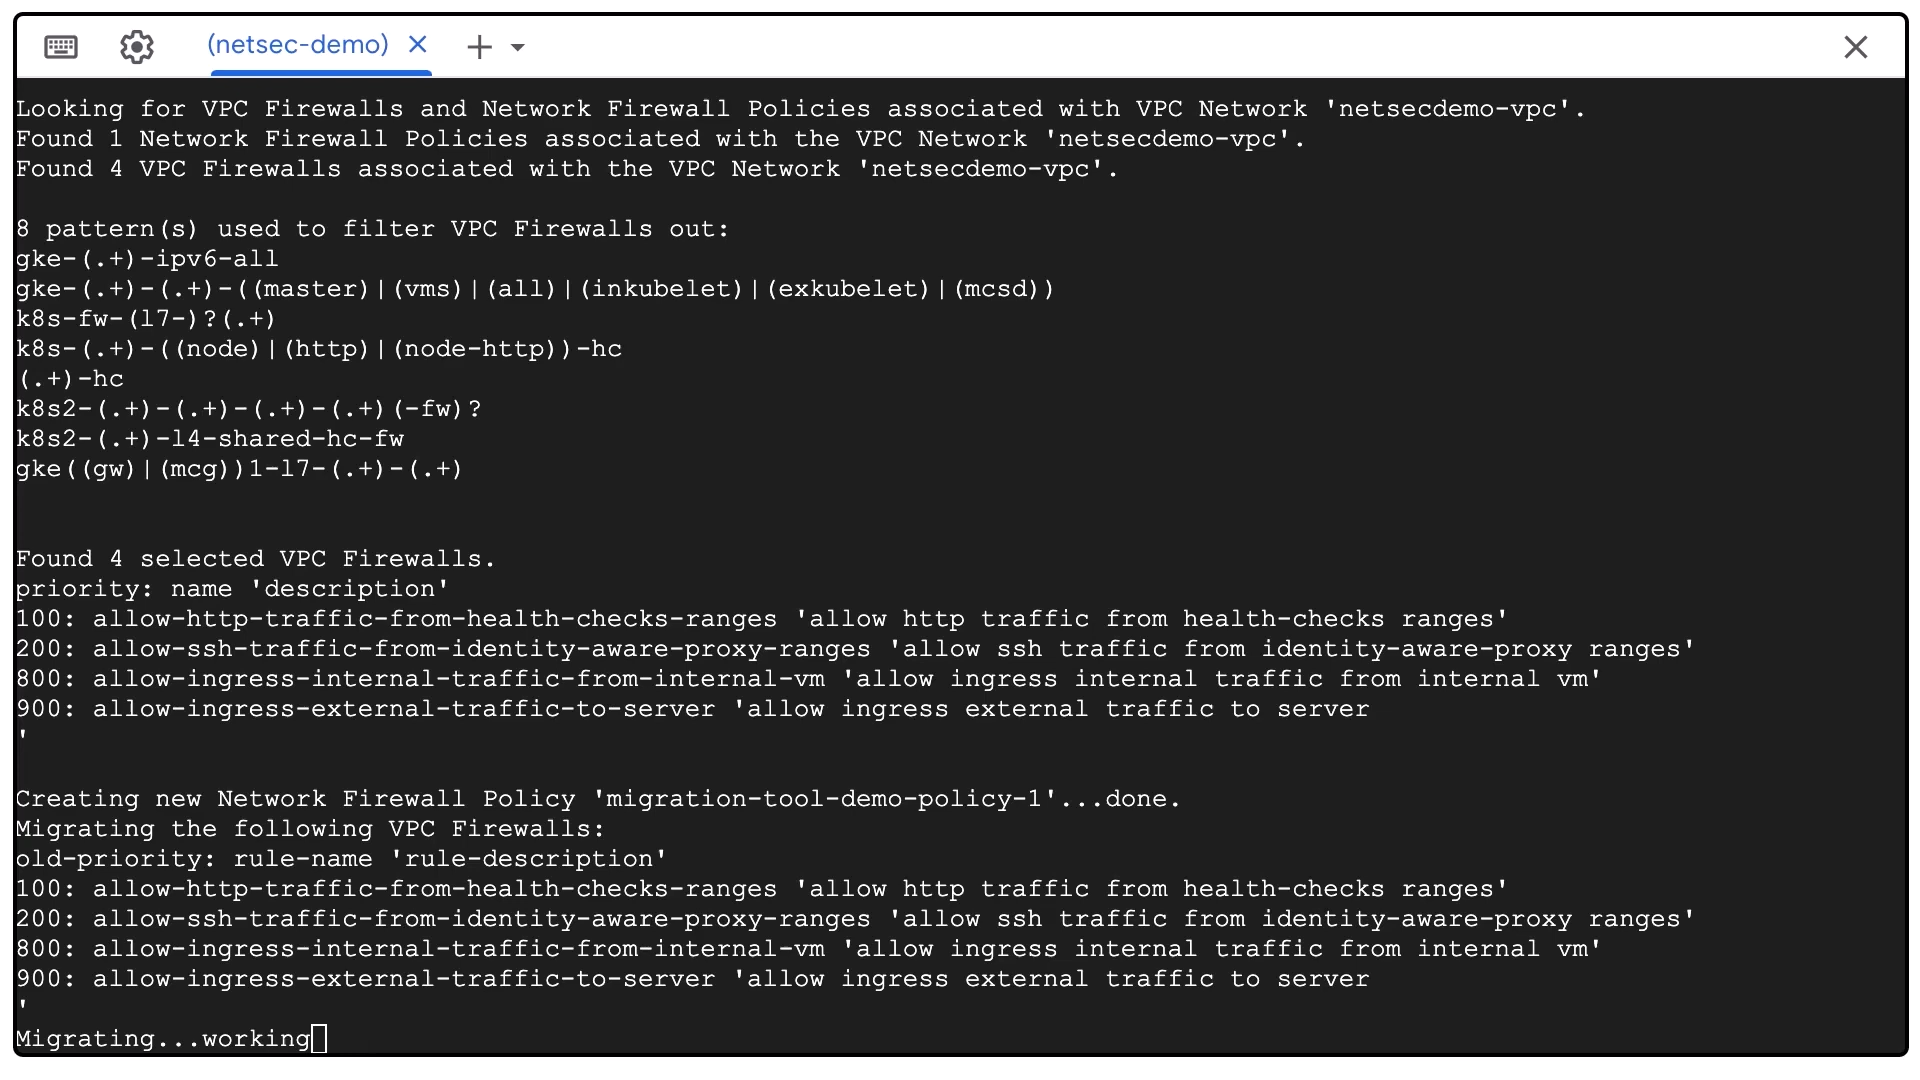 (netsec-demo)
Looking for VPC Firewalls and Network Firewall Policies associated with VPC Network 'netsecdemo-vpc'.
Found 1 Network Firewall Policies associated with the VPC Network 'netsecdemo-vpc'.
Found 4 VPC Firewalls associated with the VPC Network 'netsecdemo-vpc'.
8 pattern(s) used to filter VPC Firewalls out:
gke-(.+)-ipv6-all
gke-(.+)-(.+)-((master)|(vms)|(all)|(inkubelet)|(exkubelet)|(mcsd))
k8s-fw-(l7-)?(.+)
k8s-(.+)-((node)|(http)|(node-http))-hc
(.+)-hc
k8s2-(.+)-(.+)-(.+)-(.+)(-fw)?
k8s2-(.+)-l4-shared-hc-fw
gke((gw)|(mcg))1-l7-(.+)-(.+)
Found 4 selected VPC Firewalls.
priority: name 'description'
100: allow-http-traffic-from-health-checks-ranges 'allow http traffic from health-checks ranges'
200: allow-ssh-traffic-from-identity-aware-proxy-ranges 'allow ssh traffic from identity-aware-proxy ranges'
800: allow-ingress-internal-traffic-from-internal-vm 'allow ingress internal traffic from internal vm'
900: allow-ingress-external-traffic-to-server 'allow ingress external traffic to server
'
Creating new Network Firewall Policy 'migration-tool-demo-policy-1'...done.
Migrating the following VPC Firewalls:
old-priority: rule-name 'rule-description'
100: allow-http-traffic-from-health-checks-ranges 'allow http traffic from health-checks ranges'
200: allow-ssh-traffic-from-identity-aware-proxy-ranges 'allow ssh traffic from identity-aware-proxy ranges'
800: allow-ingress-internal-traffic-from-internal-vm 'allow ingress internal traffic from internal vm'
900: allow-ingress-external-traffic-to-server 'allow ingress external traffic to server
'
Migrating...working